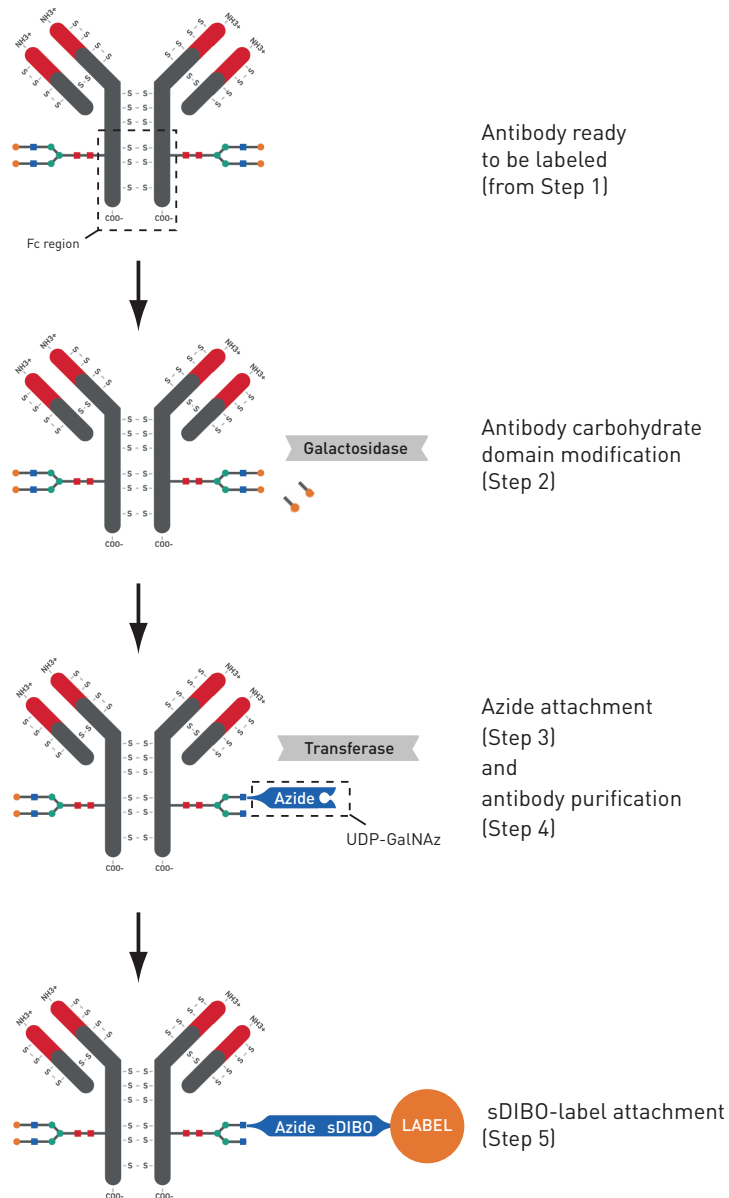 NH3+
NH3+
NH3+
NH3+
S S S S
S S S S
S S
S S
S S S S
S S S S
S - S
S - S
S - S
S - S
S - S
S - S
COO-
COO-
Fc region
Antibody ready
to be labeled
(from Step 1)
NH3+
NH3+
NH3+
NH3+
S S S S
S S S S
S S
S S
S S S S
S S S S
S - S
S - S
S - S
S - S
S - S
S - S
COO-
COO-
Galactosidase
Antibody carbohydrate
domain modification
(Step 2)
NH3+
NH3+
NH3+
NH3+
S S S S
S S S S
S S
S S
S S S S
S S S S
S - S
S - S
S - S
S - S
S - S
S - S
COO-
COO-
Transferase
Azide
UDP-GalNAz
Azide attachment
(Step 3)
and
antibody purification
(Step 4)
NH3+
NH3+
NH3+
NH3+
S S S S
S S S S
S S
S S
S S S S
S S S S
S - S
S - S
S - S
S - S
S - S
S - S
COO-
COO-
Azide sDIBO
LABEL
sDIBO-label attachment
(Step 5)